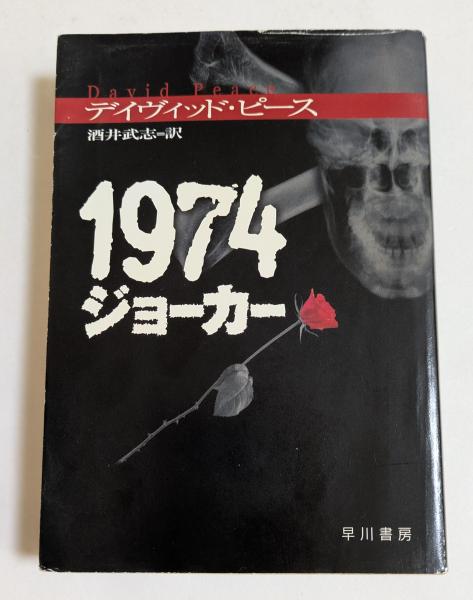 David Peace
デイヴィッド・ピース
酒井武志=訳
1974
ジョーカー
早川書房